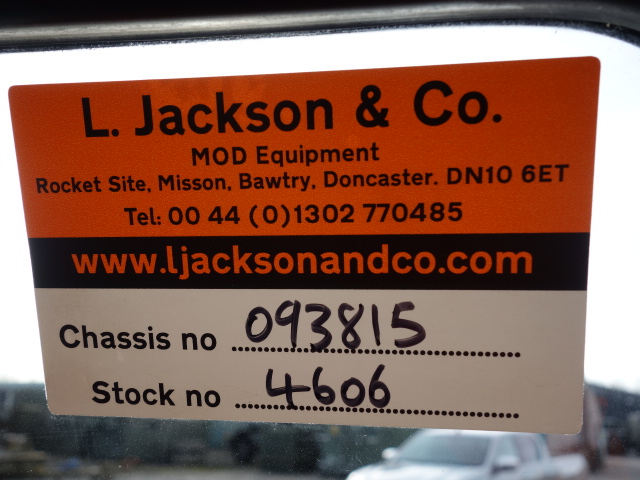 L. Jackson & Co.
MOD Equipment
Rocket Site, Misson, Bawtry, Doncaster. DN10 6ET
Tel: 00 44 (0)1302 770485
www.ljacksonandco.com
Chassis no 093815
Stock no 4606